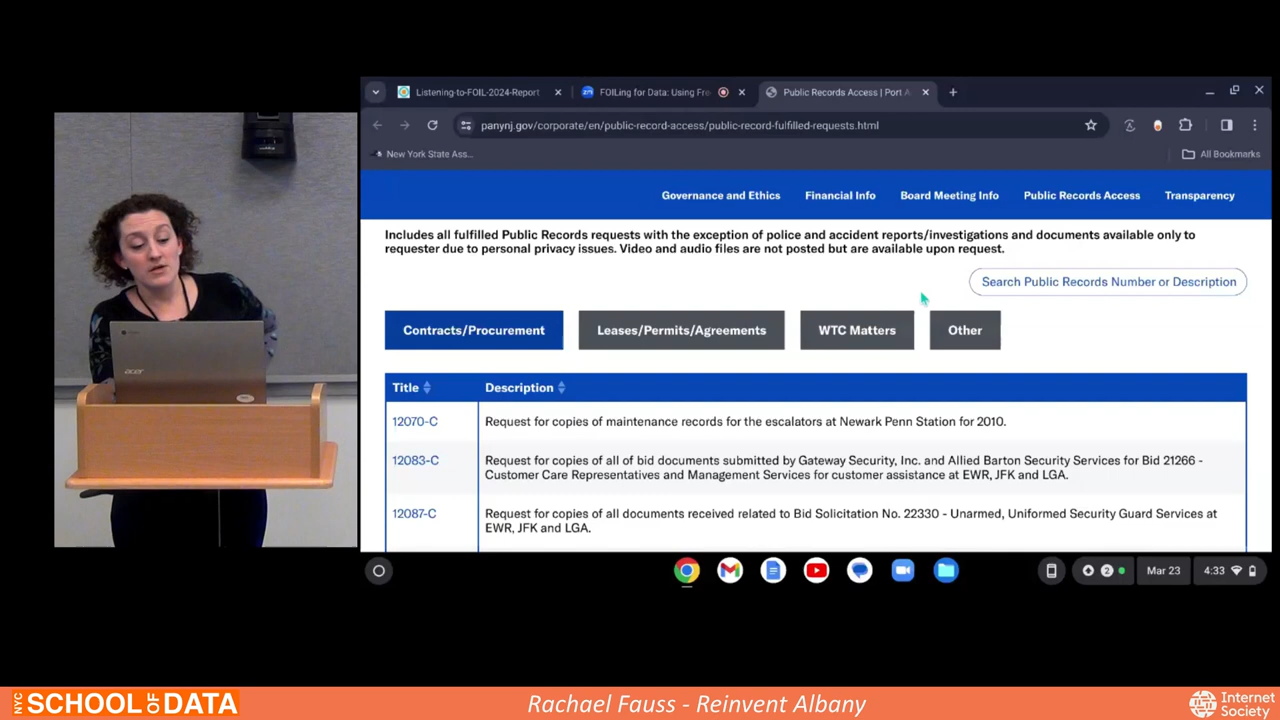 Listening-to-FOIL-2024-Report
FOILing for Data: Using Fre
Public Records Access | Port A
panynj.gov/corporate/en/public-record-access/public-record-fulfilled-requests.html
New York State Ass...
All Bookmarks
Governance and Ethics
Financial Info
Board Meeting Info
Public Records Access
Transparency
Includes all fulfilled Public Records requests with the exception of police and accident reports/investigations and documents available only to
requester due to personal privacy issues. Video and audio files are not posted but are available upon request.
Search Public Records Number or Description
Contracts/Procurement
Leases/Permits/Agreements
WTC Matters
Other
Title
Description
12070-C
Request for copies of maintenance records for the escalators at Newark Penn Station for 2010.
12083-C
Request for copies of all of bid documents submitted by Gateway Security, Inc. and Allied Barton Security Services for Bid 21266 -
Customer Care Representatives and Management Services for customer assistance at EWR, JFK and LGA.
12087-C
Request for copies of all documents received related to Bid Solicitation No. 22330 - Unarmed, Uniformed Security Guard Services at
EWR, JFK and LGA.
acer
2
Mar 23
4:33
NYC SCHOOL OF DATA
Rachael Fauss - Reinvent Albany
Internet
Society